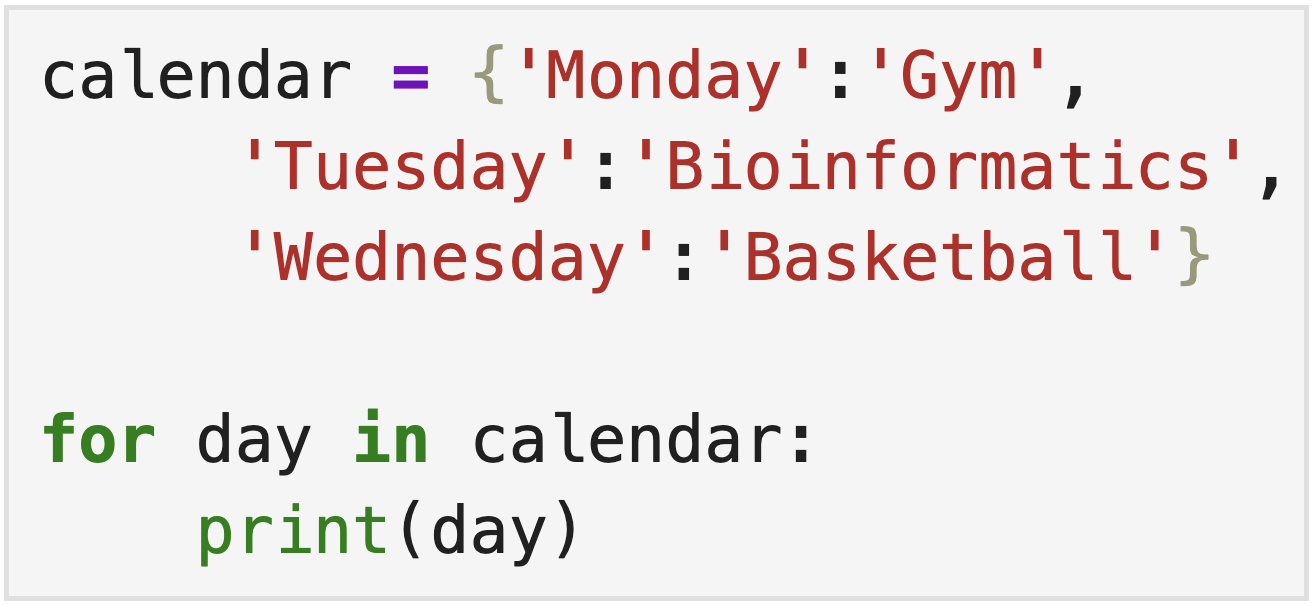 calendar = {'Monday':'Gym',
     'Tuesday':'Bioinformatics',
     'Wednesday':'Basketball'}

for day in calendar:
    print(day)